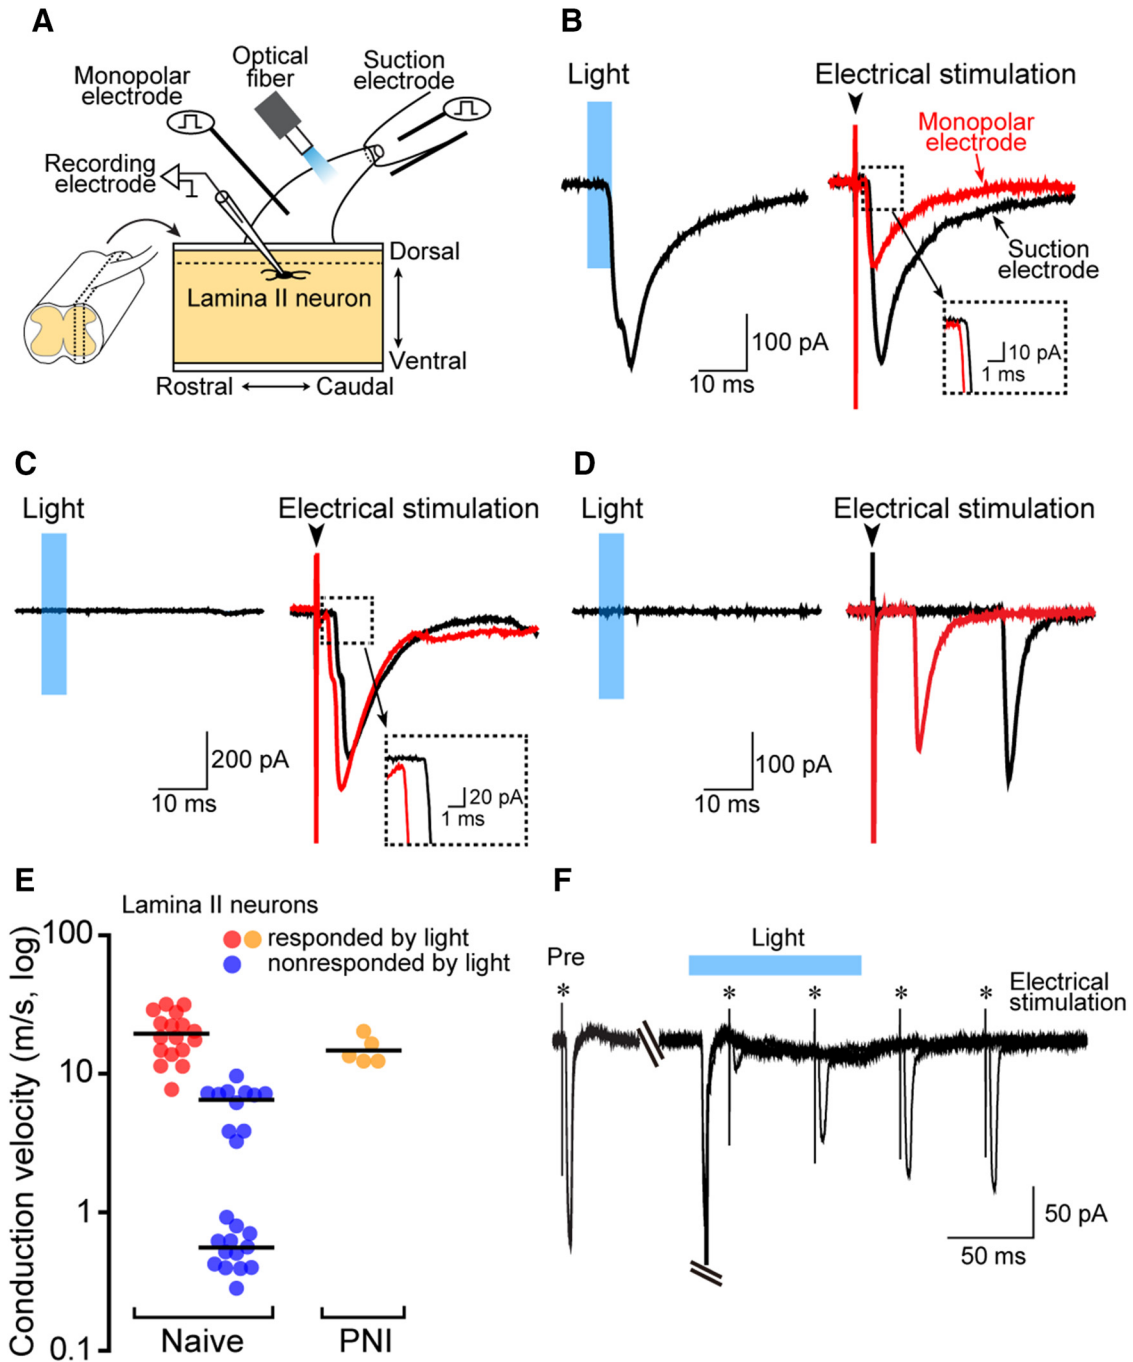 A
Monopolar
electrode
Optical
fiber
Suction
electrode
Recording
electrode
Dorsal
Lamina II neuron
Ventral
Rostral
Caudal
B
Light
Electrical stimulation
Monopolar
electrode
Suction
electrode
100 pA
10 ms
10 pA
1 ms
C
Light
Electrical stimulation
200 pA
10 ms
20 pA
1 ms
D
Light
Electrical stimulation
100 pA
10 ms
E
Lamina II neurons
responded by light
nonresponded by light
Conduction velocity (m/s, log)
100
10
1
0.1
Naive
PNI
F
Pre
Light
Electrical
stimulation
* * * * *
50 pA
50 ms